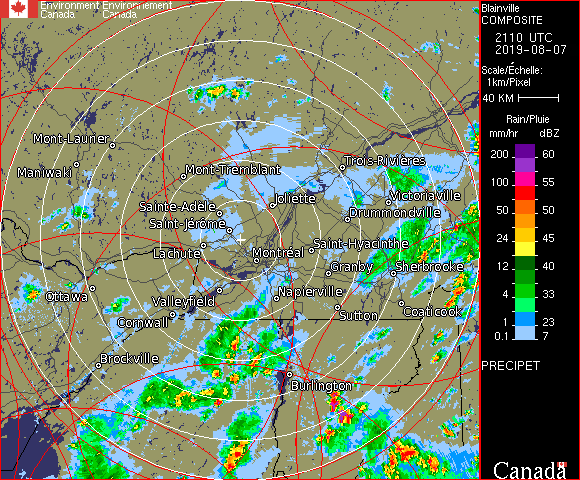 Environment Environnement
Canada Canada
Blainville
COMPOSITE
2110 UTC
2019-08-07
Scale/Échelle:
1km/Pixel
40 KM
Rain/Pluie
mm/hr dBZ
200 60
100 55
50 50
24 45
12 40
4 33
1 23
0.1 7
PRECIPET
Canada
Mont-Laurier
Maniwaki
Mont-Tremblant
Trois-Rivières
Sainte-Adèle
Joliette
Victoriaville
Drummondville
Saint-Jérôme
Lachute
Montréal
Saint-Hyacinthe
Granby
Sherbrooke
Ottawa
Valleyfield
Napierville
Cornwall
Sutton
Coaticook
Brockville
Burlington